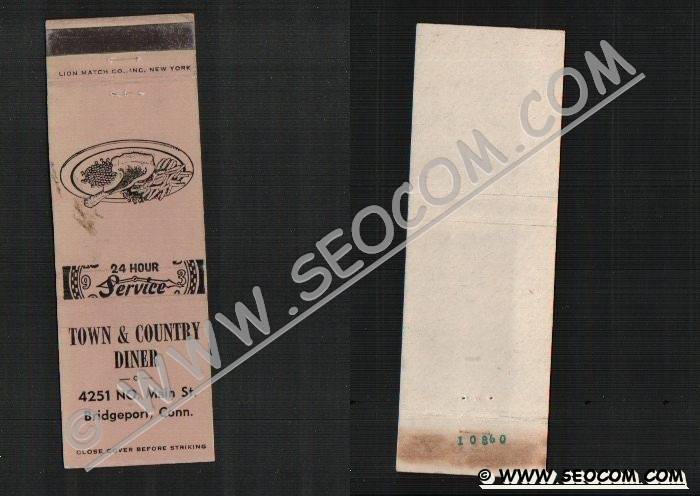 LION MATCH CO., INC. NEW YORK
24 HOUR
Service
TOWN & COUNTRY
DINER
4251 NO. Main St.
Bridgeport, Conn.
CLOSE COVER BEFORE STRIKING
10860
© WWW.SEOCOM.COM
© WWW.SEOCOM.COM